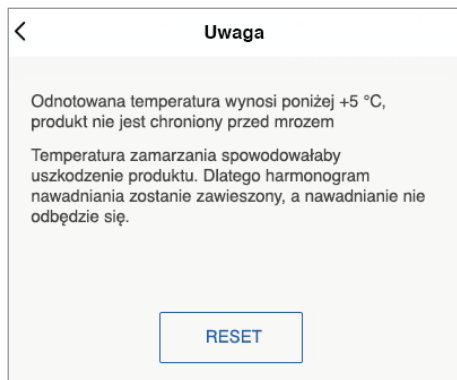 Uwaga
Odnotowana temperatura wynosi poniżej +5 °C,
produkt nie jest chroniony przed mrozem
Temperatura zamarzania spowodowałaby
uszkodzenie produktu. Dlatego harmonogram
nawadniania zostanie zawieszony, a nawadnianie nie
odbędzie się.
RESET